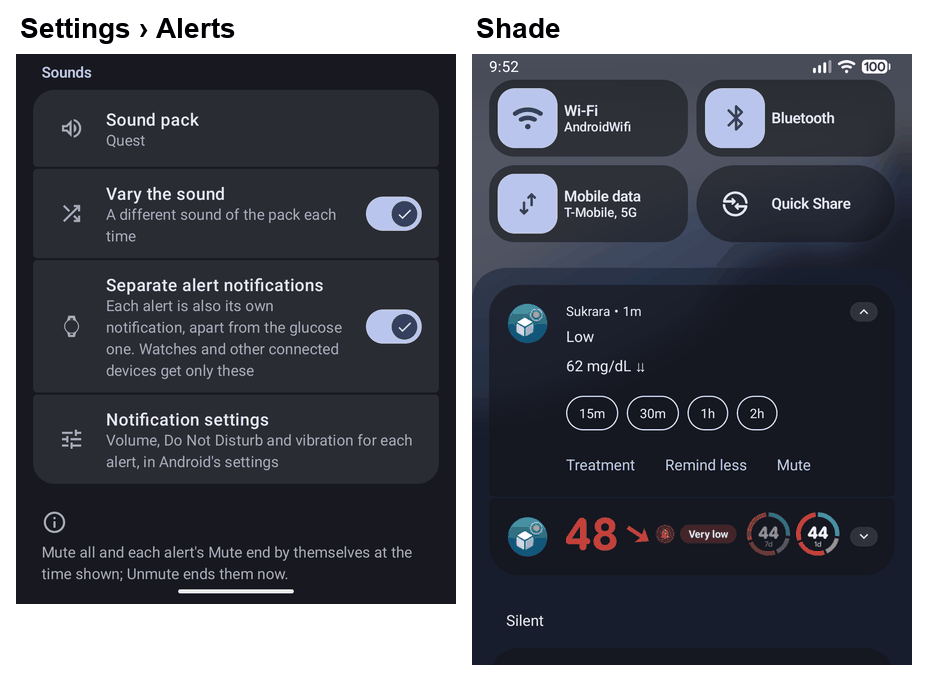 Settings › Alerts
Sounds
Sound pack
Quest
Vary the sound
A different sound of the pack each
time
Separate alert notifications
Each alert is also its own
notification, apart from the glucose
one. Watches and other connected
devices get only these
Notification settings
Volume, Do Not Disturb and vibration for each
alert, in Android's settings
Mute all and each alert's Mute end by themselves at the
time shown; Unmute ends them now.
Shade
9:52
100
Wi-Fi
AndroidWifi
Bluetooth
Mobile data
T-Mobile, 5G
Quick Share
Sukrara • 1m
Low
62 mg/dL ⇊
15m 30m 1h 2h
Treatment Remind less Mute
48 Very low 44 7d 44 1d
Silent